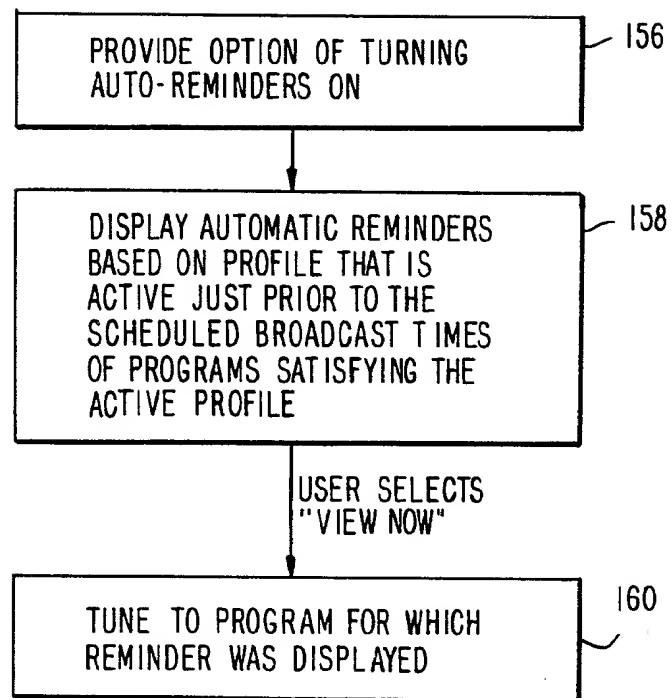 PROVIDE OPTION OF TURNING
AUTO-REMINDERS ON
156
DISPLAY AUTOMATIC REMINDERS
BASED ON PROFILE THAT IS
ACTIVE JUST PRIOR TO THE
SCHEDULED BROADCAST TIMES
OF PROGRAMS SATISFYING THE
ACTIVE PROFILE
158
USER SELECTS
"VIEW NOW"
TUNE TO PROGRAM FOR WHICH
REMINDER WAS DISPLAYED
160